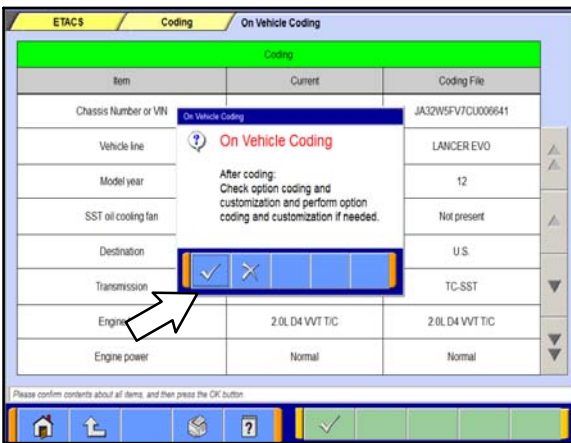 ETACS Coding On Vehicle Coding
Coding
Item Current Coding File
Chassis Number or VIN JA32W5FV7CU006641
On Vehicle Coding
On Vehicle Coding
Vehicle line LANCER EVO
After coding:
Check option coding and
customization and perform option
coding and customization if needed.
Model year 12
SST oil cooling fan Not present
Destination U.S.
Transmission TC-SST
Engine 2.0L D4 VVT T/C 2.0L D4 VVT T/C
Engine power Normal Normal
Please confirm contents about all items, and then press the OK button.